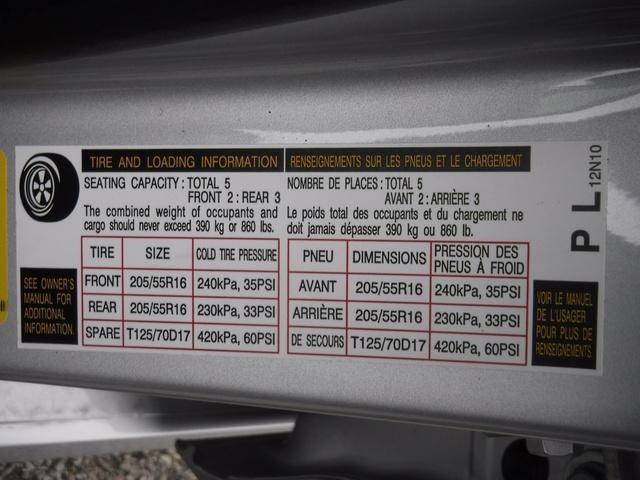 TIRE AND LOADING INFORMATION
SEATING CAPACITY : TOTAL 5
FRONT 2 : REAR 3
The combined weight of occupants and
cargo should never exceed 390 kg or 860 lbs.
TIRE SIZE COLD TIRE PRESSURE
FRONT 205/55R16 240kPa, 35PSI
REAR 205/55R16 230kPa, 33PSI
SPARE T125/70D17 420kPa, 60PSI
SEE OWNER'S
MANUAL FOR
ADDITIONAL
INFORMATION.
RENSEIGNEMENTS SUR LES PNEUS ET LE CHARGEMENT
NOMBRE DE PLACES : TOTAL 5
AVANT 2 : ARRIÈRE 3
Le poids total des occupants et du chargement ne
doit jamais dépasser 390 kg ou 860 lb.
PNEU DIMENSIONS PRESSION DES
PNEUS À FROID
AVANT 205/55R16 240kPa, 35PSI
ARRIÈRE 205/55R16 230kPa, 33PSI
DE SECOURS T125/70D17 420kPa, 60PSI
VOIR LE MANUEL
DE L'USAGER
POUR PLUS DE
RENSEIGNEMENTS.
P L 12N10